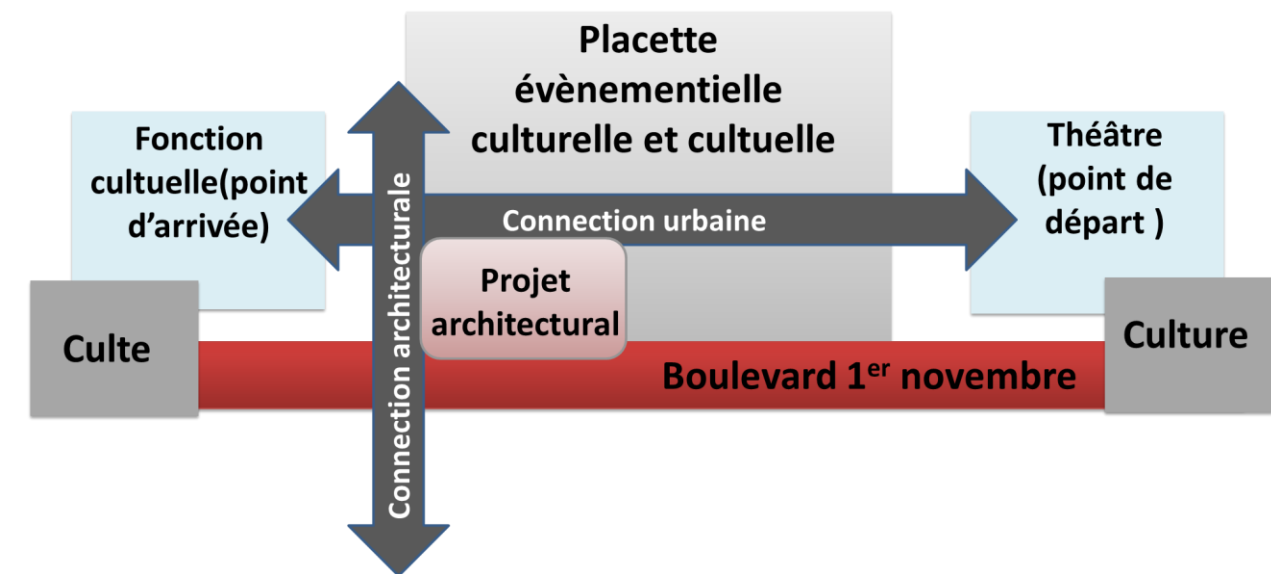 Placette
évènementielle
culturelle et cultuelle
Fonction
cultuelle(point
d’arrivée)
Théâtre
(point de
départ )
Connection urbaine
Connection architecturale
Projet
architectural
Culte
Culture
Boulevard 1er novembre